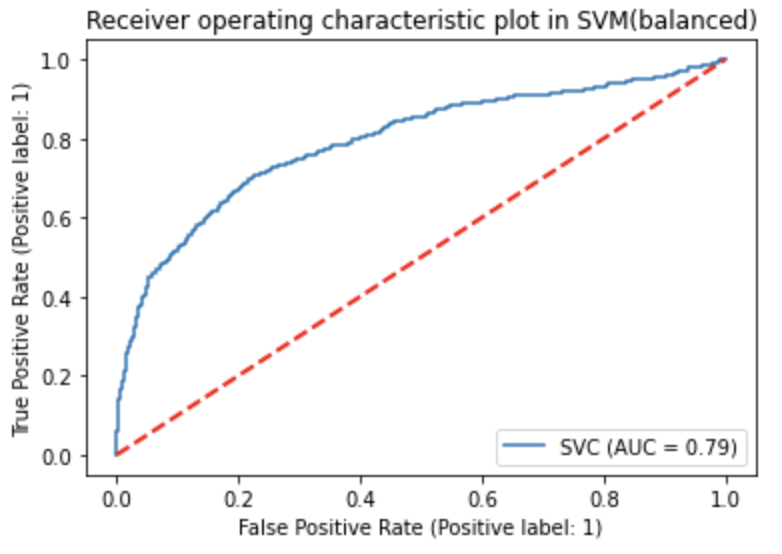 Receiver operating characteristic plot in SVM(balanced)
True Positive Rate (Positive label: 1)
1.0
0.8
0.6
0.4
0.2
0.0
SVC (AUC = 0.79)
0.0 0.2 0.4 0.6 0.8 1.0
False Positive Rate (Positive label: 1)